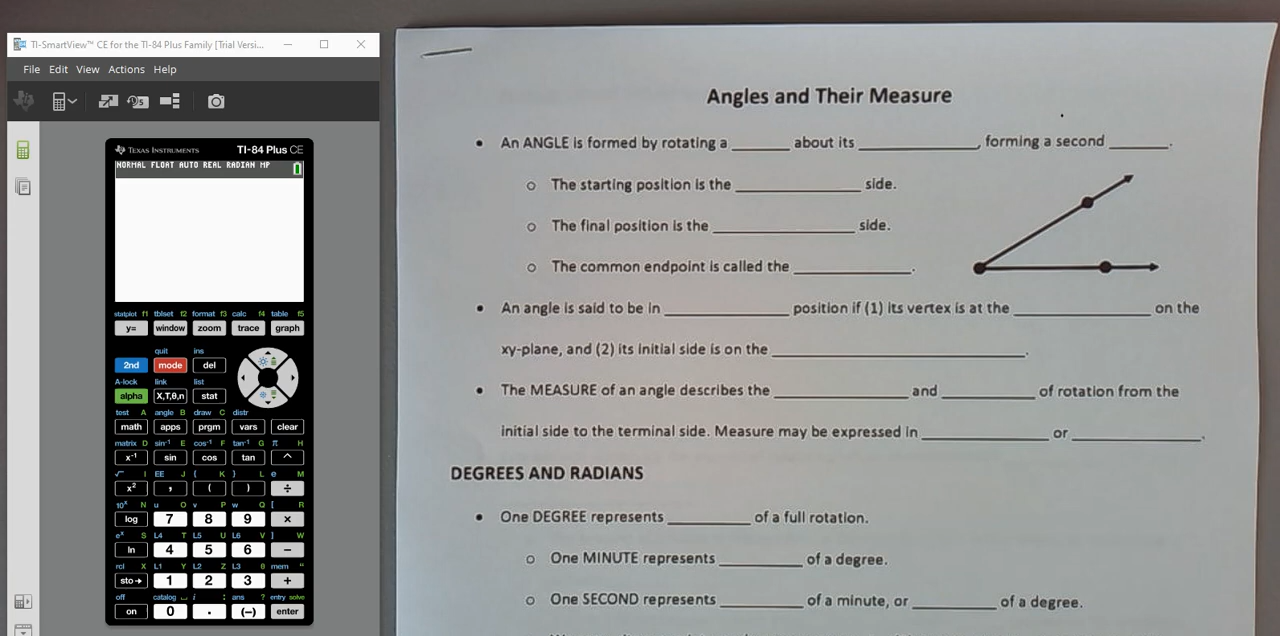 TI-SmartView™ CE for the TI-84 Plus Family [Trial Versi...
File Edit View Actions Help
TEXAS INSTRUMENTS TI-84 Plus CE
NORMAL FLOAT AUTO REAL RADIAN MP
statplot f1 tblset f2 format f3 calc f4 table f5
y= window zoom trace graph
quit ins
2nd mode del
A-lock link list
alpha X,T,θ,n stat
test A angle B draw C distr
math apps prgm vars clear
matrix D sin⁻¹ E cos⁻¹ F tan⁻¹ G π H
x⁻¹ sin cos tan ^
√ I EE J { K } L e M
x² , ( ) ÷
10ˣ N u O v P w Q [ R
log 7 8 9 ×
eˣ S L4 T L5 U L6 V ] W
ln 4 5 6 −
rcl X L1 Y L2 Z L3 θ mem "
sto→ 1 2 3 +
off catalog i : ans ? entry solve
on 0 . (−) enter
Angles and Their Measure
• An ANGLE is formed by rotating a ______ about its ____________, forming a second ______.
o The starting position is the _____________ side.
o The final position is the _______________ side.
o The common endpoint is called the ____________.
• An angle is said to be in _____________ position if (1) its vertex is at the ______________ on the
xy-plane, and (2) its initial side is on the __________________________.
• The MEASURE of an angle describes the ______________ and __________ of rotation from the
initial side to the terminal side. Measure may be expressed in _____________ or _____________.
DEGREES AND RADIANS
• One DEGREE represents _________ of a full rotation.
o One MINUTE represents _________ of a degree.
o One SECOND represents _________ of a minute, or _________ of a degree.